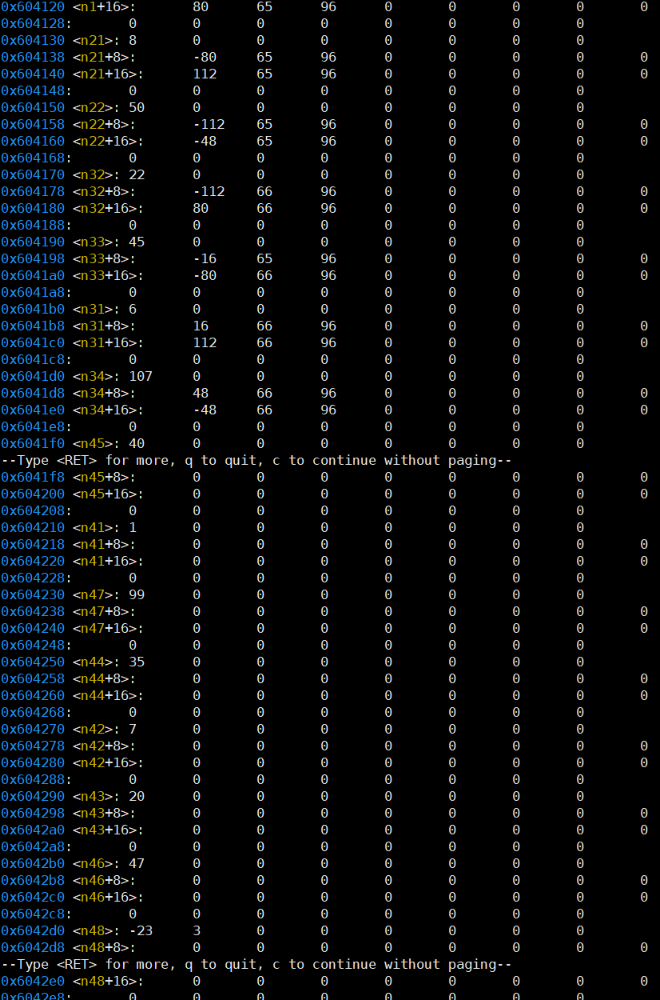 0x604120 <n1+16>: 80 65 96 0 0 0 0 0
0x604128: 0 0 0 0 0 0 0
0x604130 <n21>: 8 0 0 0 0 0 0 0
0x604138 <n21+8>: -80 65 96 0 0 0 0 0
0x604140 <n21+16>: 112 65 96 0 0 0 0 0
0x604148: 0 0 0 0 0 0 0 0
0x604150 <n22>: 50 0 0 0 0 0 0 0
0x604158 <n22+8>: -112 65 96 0 0 0 0 0
0x604160 <n22+16>: -48 65 96 0 0 0 0 0
0x604168: 0 0 0 0 0 0 0 0
0x604170 <n32>: 22 0 0 0 0 0 0 0
0x604178 <n32+8>: -112 66 96 0 0 0 0 0
0x604180 <n32+16>: 80 66 96 0 0 0 0 0
0x604188: 0 0 0 0 0 0 0 0
0x604190 <n33>: 45 0 0 0 0 0 0 0
0x604198 <n33+8>: -16 65 96 0 0 0 0 0
0x6041a0 <n33+16>: -80 66 96 0 0 0 0 0
0x6041a8: 0 0 0 0 0 0 0 0
0x6041b0 <n31>: 6 0 0 0 0 0 0 0
0x6041b8 <n31+8>: 16 66 96 0 0 0 0 0
0x6041c0 <n31+16>: 112 66 96 0 0 0 0 0
0x6041c8: 0 0 0 0 0 0 0 0
0x6041d0 <n34>: 107 0 0 0 0 0 0 0
0x6041d8 <n34+8>: 48 66 96 0 0 0 0 0
0x6041e0 <n34+16>: -48 66 96 0 0 0 0 0
0x6041e8: 0 0 0 0 0 0 0 0
0x6041f0 <n45>: 40 0 0 0 0 0 0 0
--Type <RET> for more, q to quit, c to continue without paging--
0x6041f8 <n45+8>: 0 0 0 0 0 0 0 0
0x604200 <n45+16>: 0 0 0 0 0 0 0 0
0x604208: 0 0 0 0 0 0 0 0
0x604210 <n41>: 1 0 0 0 0 0 0 0
0x604218 <n41+8>: 0 0 0 0 0 0 0 0
0x604220 <n41+16>: 0 0 0 0 0 0 0 0
0x604228: 0 0 0 0 0 0 0 0
0x604230 <n47>: 99 0 0 0 0 0 0 0
0x604238 <n47+8>: 0 0 0 0 0 0 0 0
0x604240 <n47+16>: 0 0 0 0 0 0 0 0
0x604248: 0 0 0 0 0 0 0 0
0x604250 <n44>: 35 0 0 0 0 0 0 0
0x604258 <n44+8>: 0 0 0 0 0 0 0 0
0x604260 <n44+16>: 0 0 0 0 0 0 0 0
0x604268: 0 0 0 0 0 0 0 0
0x604270 <n42>: 7 0 0 0 0 0 0 0
0x604278 <n42+8>: 0 0 0 0 0 0 0 0
0x604280 <n42+16>: 0 0 0 0 0 0 0 0
0x604288: 0 0 0 0 0 0 0 0
0x604290 <n43>: 20 0 0 0 0 0 0 0
0x604298 <n43+8>: 0 0 0 0 0 0 0 0
0x6042a0 <n43+16>: 0 0 0 0 0 0 0 0
0x6042a8: 0 0 0 0 0 0 0 0
0x6042b0 <n46>: 47 0 0 0 0 0 0 0
0x6042b8 <n46+8>: 0 0 0 0 0 0 0 0
0x6042c0 <n46+16>: 0 0 0 0 0 0 0 0
0x6042c8: 0 0 0 0 0 0 0 0
0x6042d0 <n48>: -23 3 0 0 0 0 0 0
0x6042d8 <n48+8>: 0 0 0 0 0 0 0 0
--Type <RET> for more, q to quit, c to continue without paging--
0x6042e0 <n48+16>: 0 0 0 0 0 0 0 0
0x6042e8: 0 0 0 0 0 0 0 0